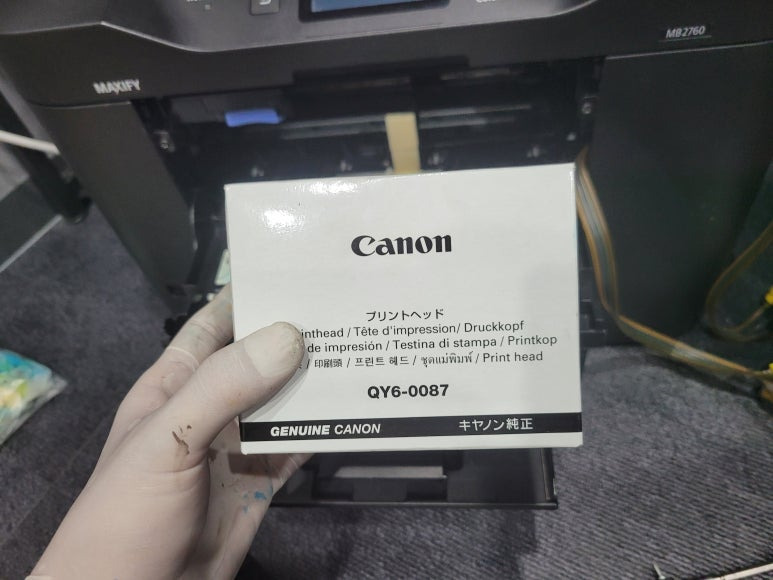 MB2760
MAXIFY
Canon
プリントヘッド
inthead / Tête d'impression/ Druckkopf
de impresión / Testina di stampa / Printkop
/ 印刷頭 / 프린트 헤드 / ชุดแม่พิมพ์ / Print head
QY6-0087
GENUINE CANON キヤノン純正